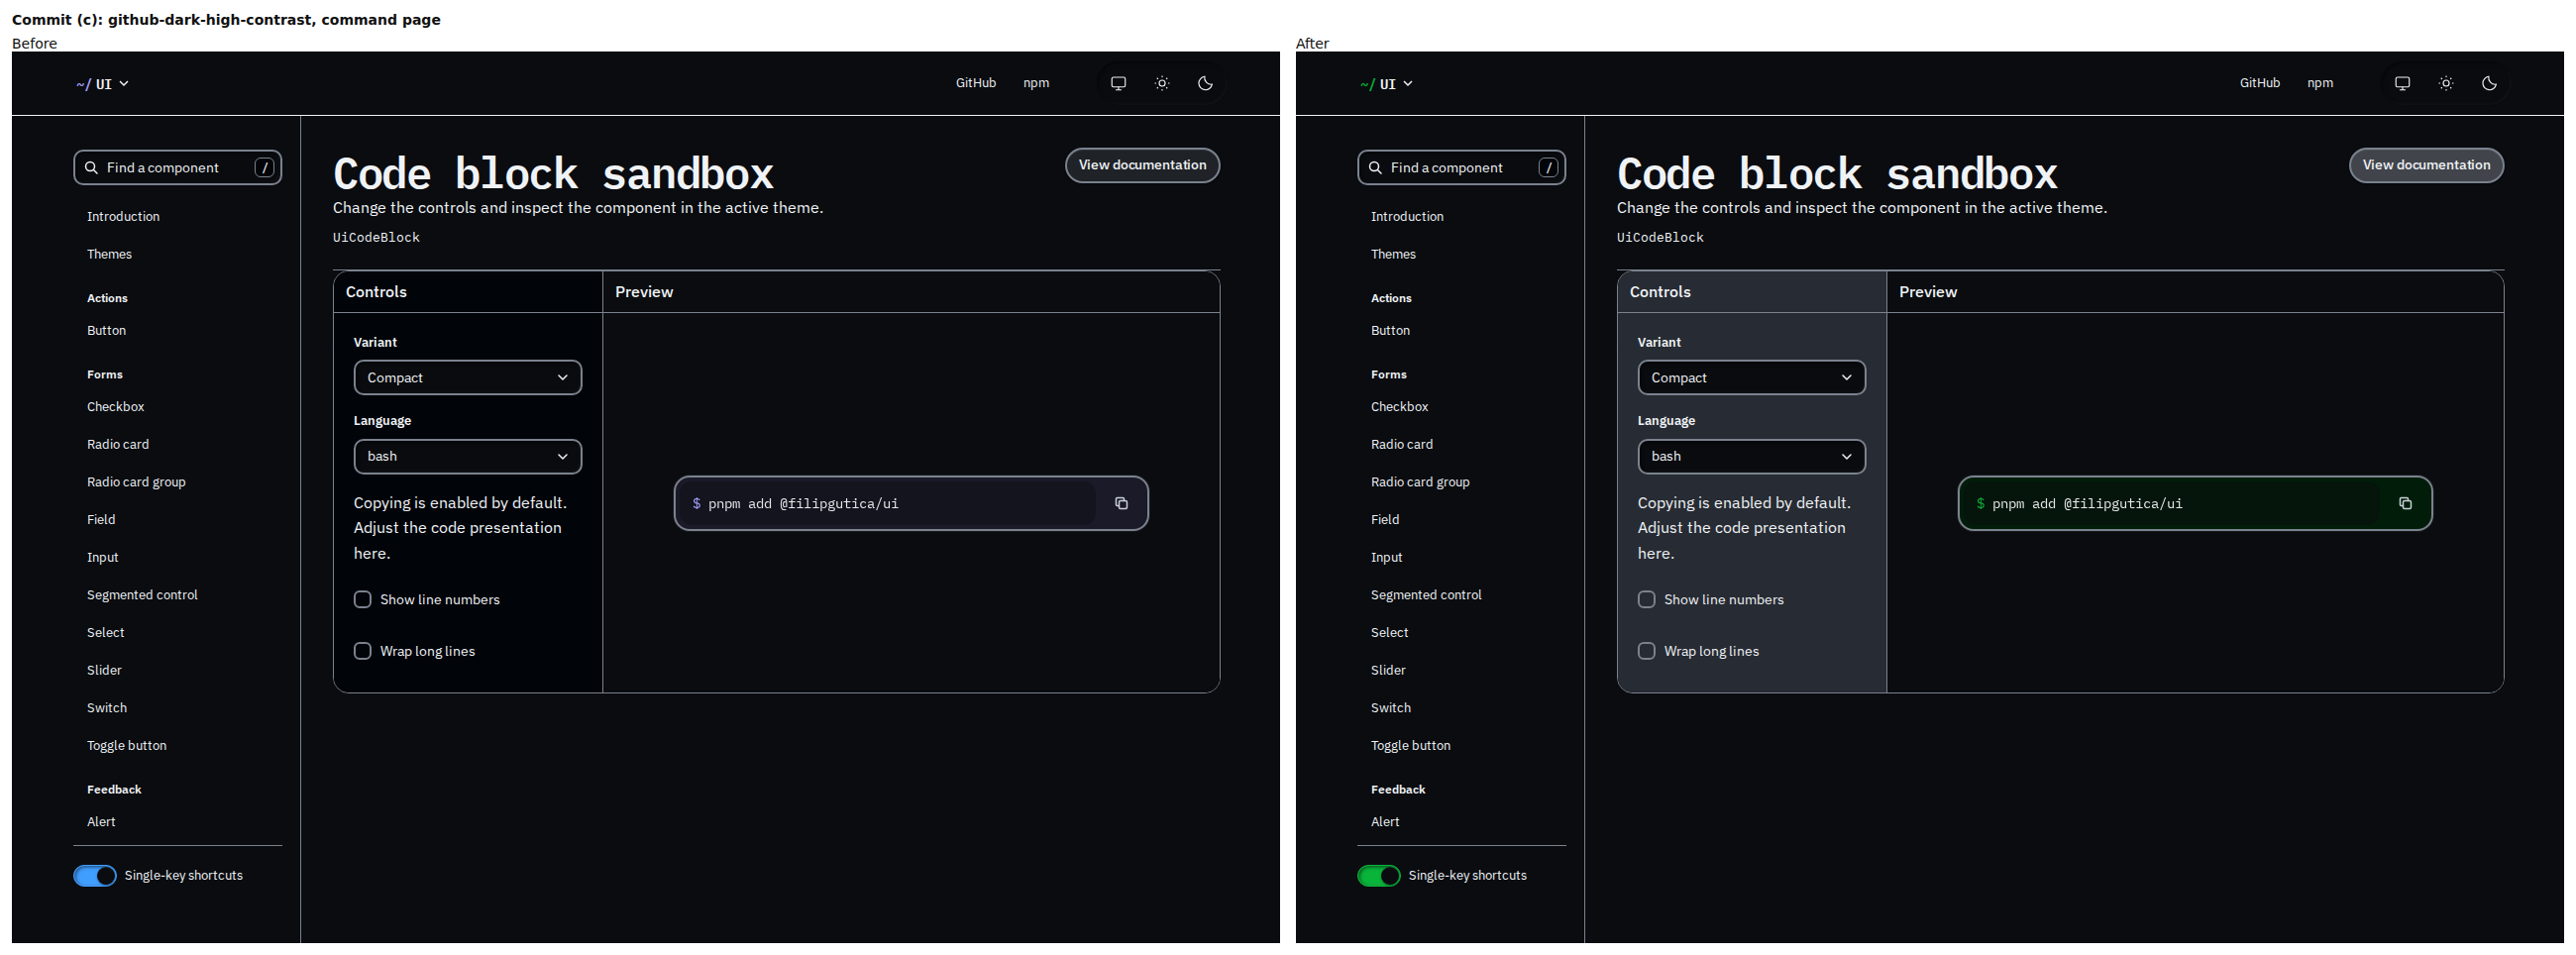 Commit (c): github-dark-high-contrast, command page
Before
~/ UI
GitHub npm
Find a component /
Introduction
Themes
Actions
Button
Forms
Checkbox
Radio card
Radio card group
Field
Input
Segmented control
Select
Slider
Switch
Toggle button
Feedback
Alert
Single-key shortcuts
Code block sandbox
View documentation
Change the controls and inspect the component in the active theme.
UiCodeBlock
Controls
Variant
Compact
Language
bash
Copying is enabled by default.
Adjust the code presentation
here.
Show line numbers
Wrap long lines
Preview
$ pnpm add @filipgutica/ui
After
~/ UI
GitHub npm
Find a component /
Introduction
Themes
Actions
Button
Forms
Checkbox
Radio card
Radio card group
Field
Input
Segmented control
Select
Slider
Switch
Toggle button
Feedback
Alert
Single-key shortcuts
Code block sandbox
View documentation
Change the controls and inspect the component in the active theme.
UiCodeBlock
Controls
Variant
Compact
Language
bash
Copying is enabled by default.
Adjust the code presentation
here.
Show line numbers
Wrap long lines
Preview
$ pnpm add @filipgutica/ui